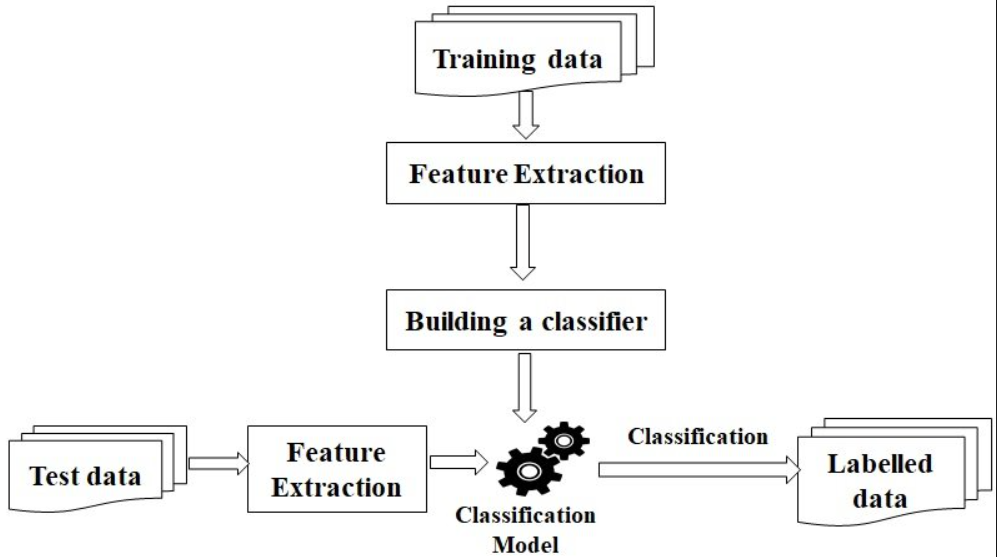 Training data
Feature Extraction
Building a classifier
Test data
Feature
Extraction
Classification
Model
Classification
Labelled
data